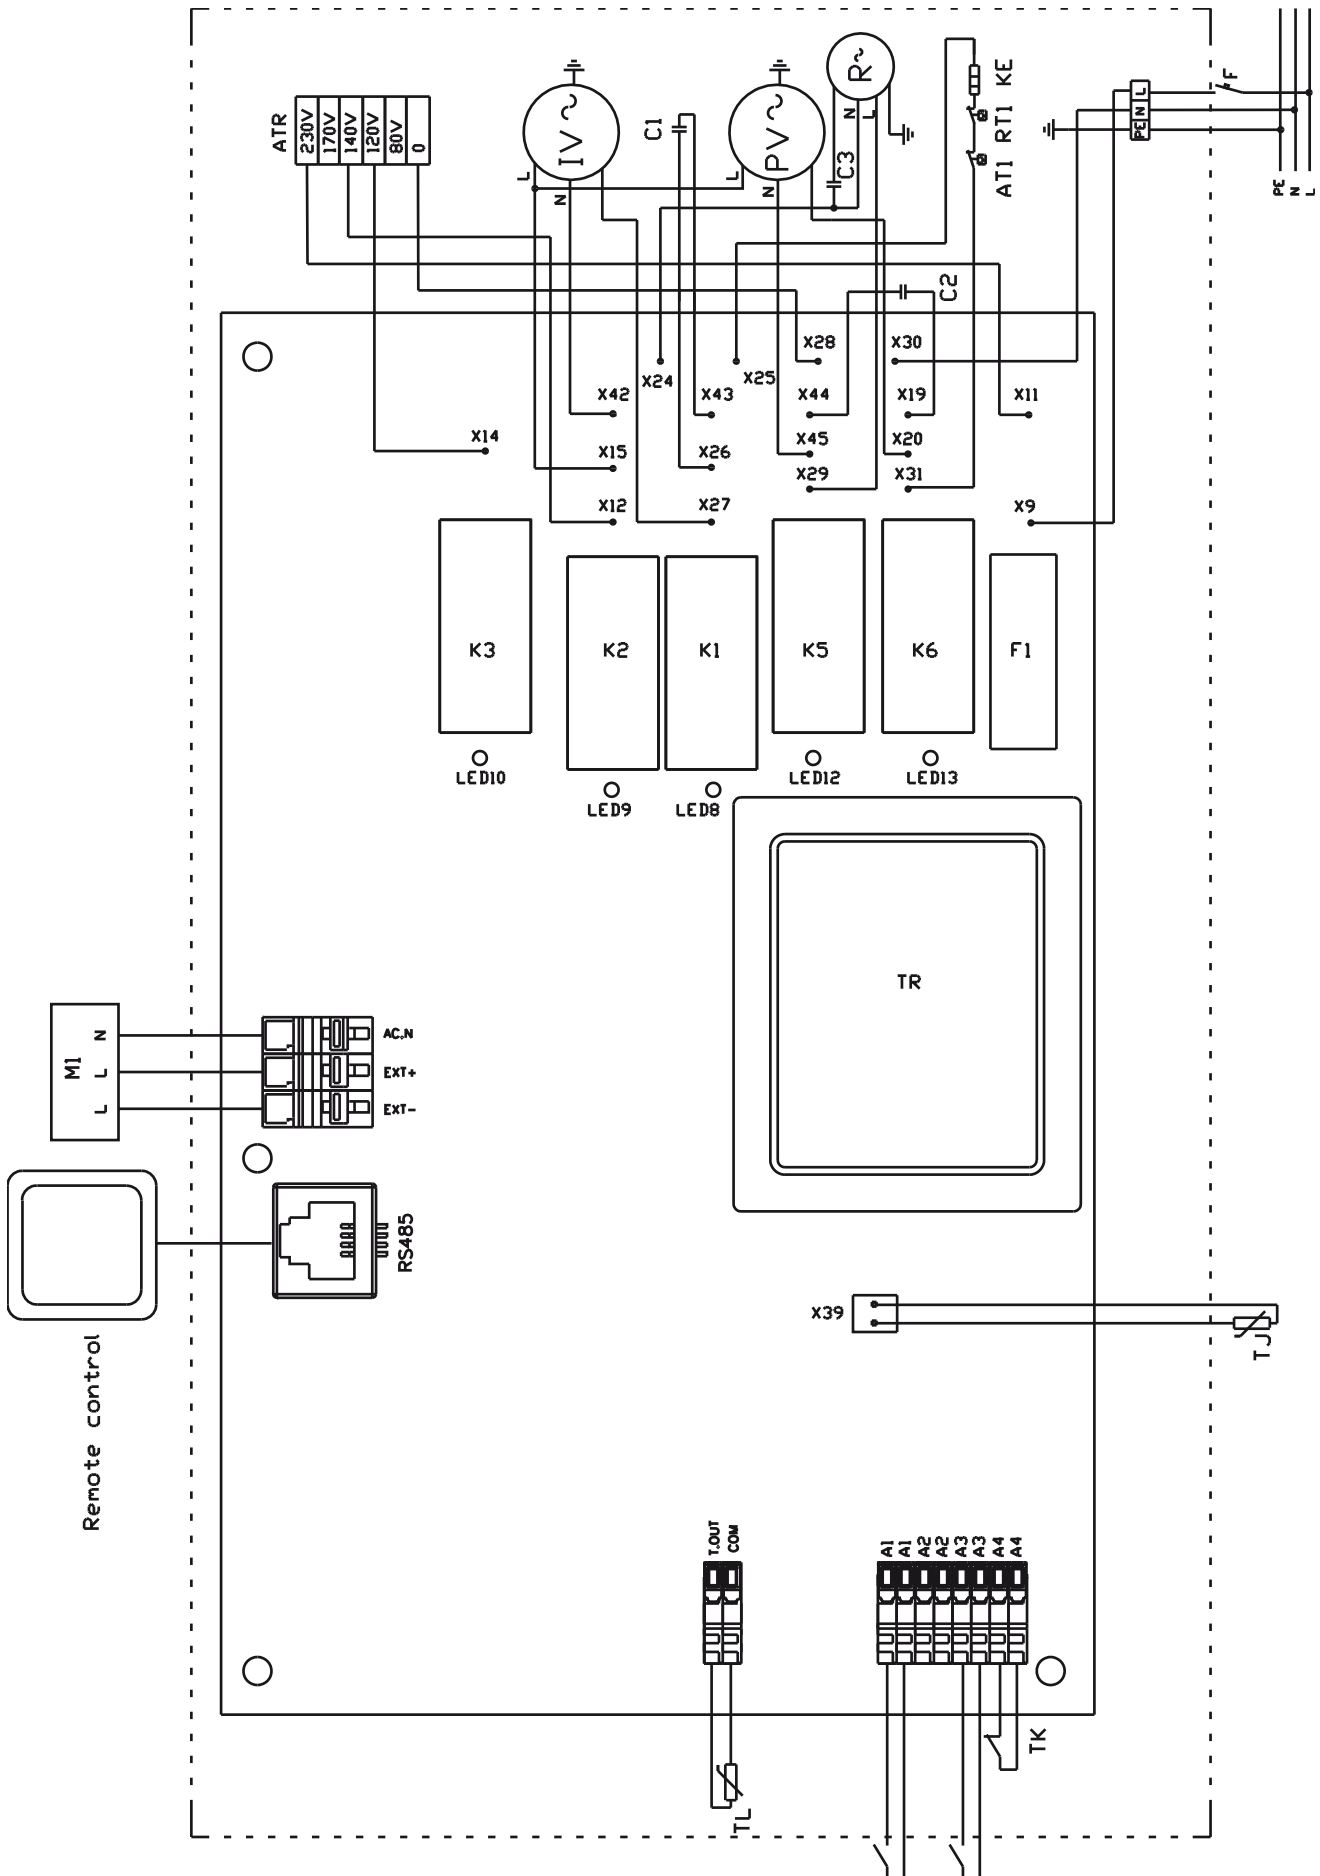 ATR
230V
170V
140V
120V
80V
0
IV~
L
N
C1
PV~
L
N
R~
N
L
C3
KE
RT1
AT1
C2
L
N
PE
F
PE
N
L
X28
X30
X24
X25
X42
X43
X44
X19
X11
X14
X15
X26
X45
X20
X29
X31
X12
X27
X9
K3
K2
K1
K5
K6
F1
LED10
LED9
LED8
LED12
LED13
TR
M1
N
L
L
AC.N
EXT+
EXT-
RS485
Remote control
X39
TJ
T.OUT
COM
A1
A1
A2
A2
A3
A3
A4
A4
TL
TK